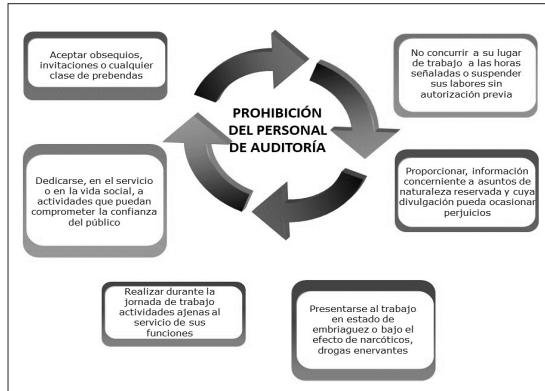 Aceptar obsequios,
invitaciones o cualquier
clase de prebendas
No concurrir a su lugar
de trabajo a las horas
señaladas o suspender
sus labores sin
autorización previa
PROHIBICIÓN
DEL PERSONAL
DE AUDITORÍA
Dedicarse, en el servicio
o en la vida social, a
actividades que puedan
comprometer la confianza
del público
Proporcionar, información
concerniente a asuntos de
naturaleza reservada y cuya
divulgación pueda ocasionar
perjuicios
Realizar durante la
jornada de trabajo
actividades ajenas al
servicio de sus
funciones
Presentarse al trabajo
en estado de
embriaguez o bajo el
efecto de narcóticos,
drogas enervantes